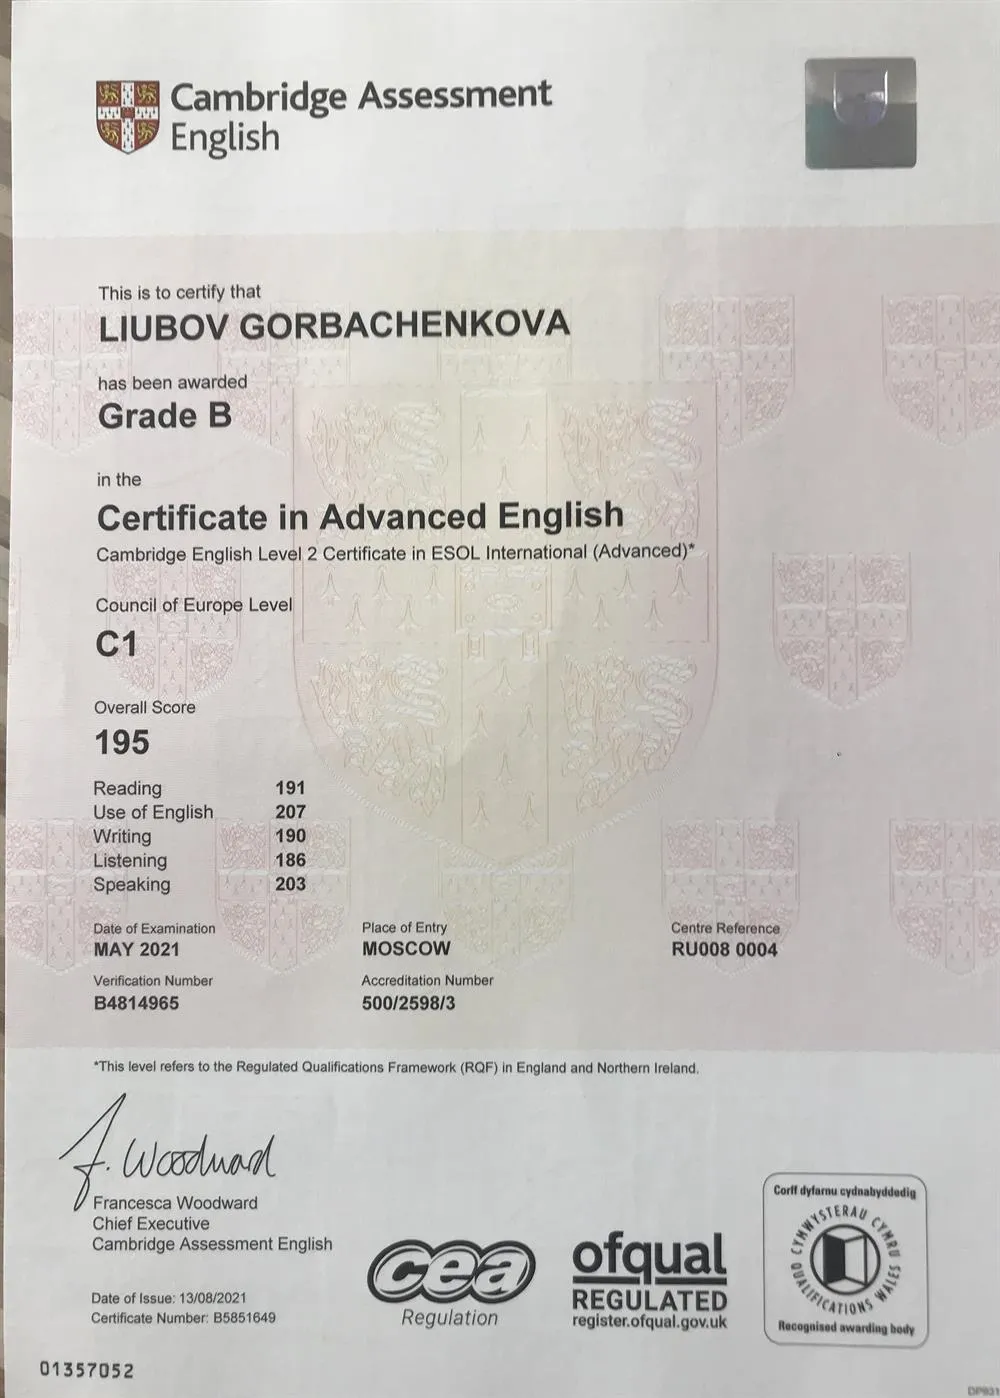 Cambridge Assessment
English
This is to certify that
LIUBOV GORBACHENKOVA
has been awarded
Grade B
in the
Certificate in Advanced English
Cambridge English Level 2 Certificate in ESOL International (Advanced)*
Council of Europe Level
C1
Overall Score
195
Reading 191
Use of English 207
Writing 190
Listening 186
Speaking 203
Date of Examination Place of Entry Centre Reference
MAY 2021 MOSCOW RU008 0004
Verification Number Accreditation Number
B4814965 500/2598/3
*This level refers to the Regulated Qualifications Framework (RQF) in England and Northern Ireland.
F. Woodward
Francesca Woodward
Chief Executive
Cambridge Assessment English
Date of Issue: 13/08/2021
Certificate Number: B5851649
cea
Regulation
ofqual
REGULATED
register.ofqual.gov.uk
Corff dyfarnu cydnabyddedig
CYMWYSTERAU CYMRU
QUALIFICATIONS WALES
Recognised awarding body
01357052